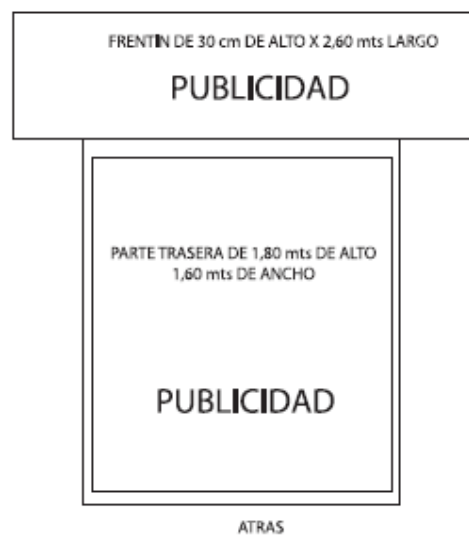 FRENTIN DE 30 cm DE ALTO X 2,60 mts LARGO
PUBLICIDAD
PARTE TRASERA DE 1,80 mts DE ALTO
1,60 mts DE ANCHO
PUBLICIDAD
ATRAS